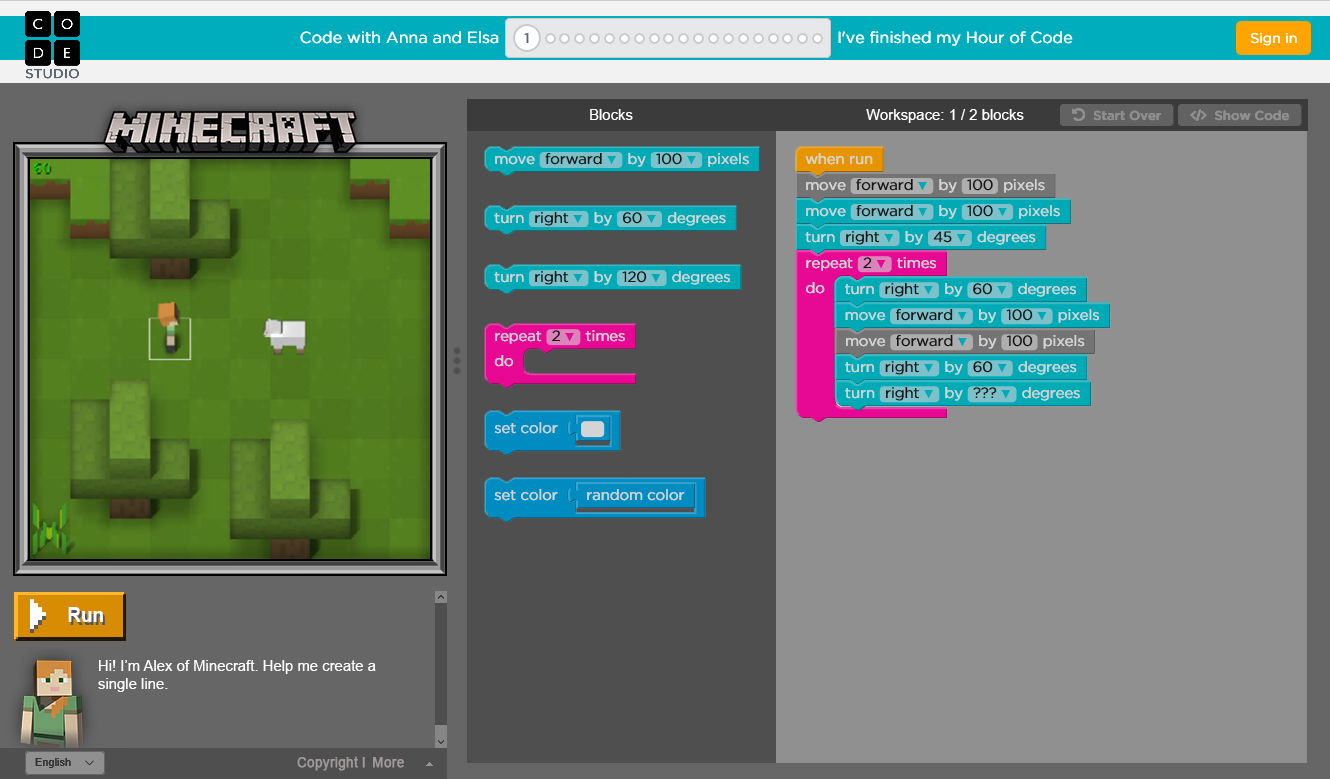 C O
D E
STUDIO
Code with Anna and Elsa 1 I've finished my Hour of Code
Sign in
MINECRAFT
60
Run
Hi! I'm Alex of Minecraft. Help me create a
single line.
English
Copyright | More
Blocks
move forward ▼ by 100 ▼ pixels
turn right ▼ by 60 ▼ degrees
turn right ▼ by 120 ▼ degrees
repeat 2 ▼ times
do
set color
set color random color
Workspace: 1 / 2 blocks
Start Over
</> Show Code
when run
move forward ▼ by 100 pixels
move forward ▼ by 100 ▼ pixels
turn right ▼ by 45 ▼ degrees
repeat 2 ▼ times
do turn right ▼ by 60 ▼ degrees
move forward ▼ by 100 ▼ pixels
move forward ▼ by 100 pixels
turn right ▼ by 60 ▼ degrees
turn right ▼ by ??? ▼ degrees